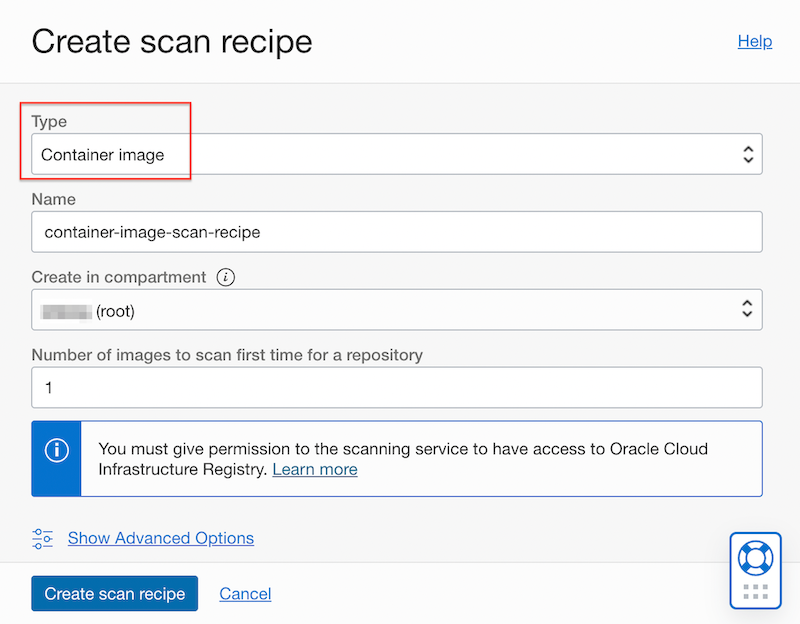 Create scan recipe
Help
Type
Container image
Name
container-image-scan-recipe
Create in compartment
(root)
Number of images to scan first time for a repository
1
You must give permission to the scanning service to have access to Oracle Cloud
Infrastructure Registry. Learn more
Show Advanced Options
Create scan recipe
Cancel